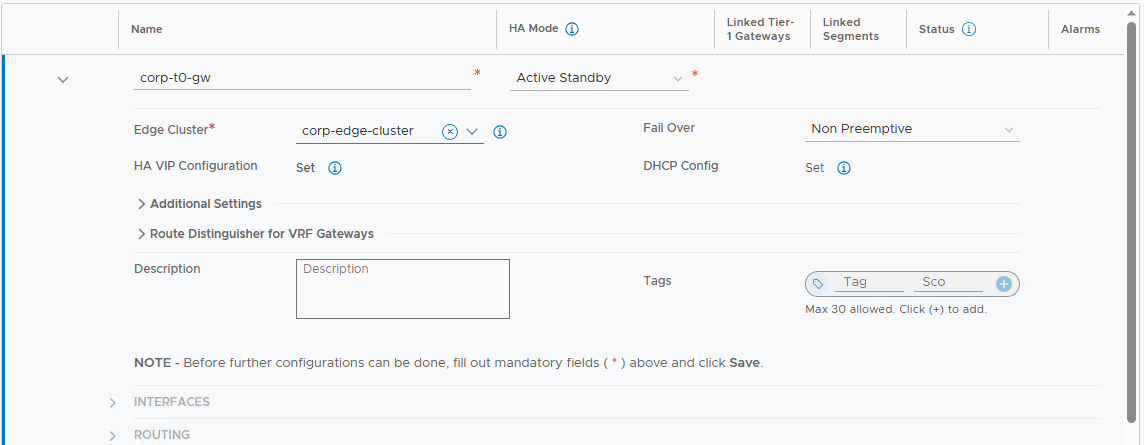 Name
HA Mode
Linked Tier-
1 Gateways
Linked
Segments
Status
Alarms
corp-t0-gw *
Active Standby *
Edge Cluster* corp-edge-cluster
Fail Over Non Preemptive
HA VIP Configuration Set
DHCP Config Set
Additional Settings
Route Distinguisher for VRF Gateways
Description Description
Tags Tag Sco
Max 30 allowed. Click (+) to add.
NOTE - Before further configurations can be done, fill out mandatory fields ( * ) above and click Save.
INTERFACES
ROUTING